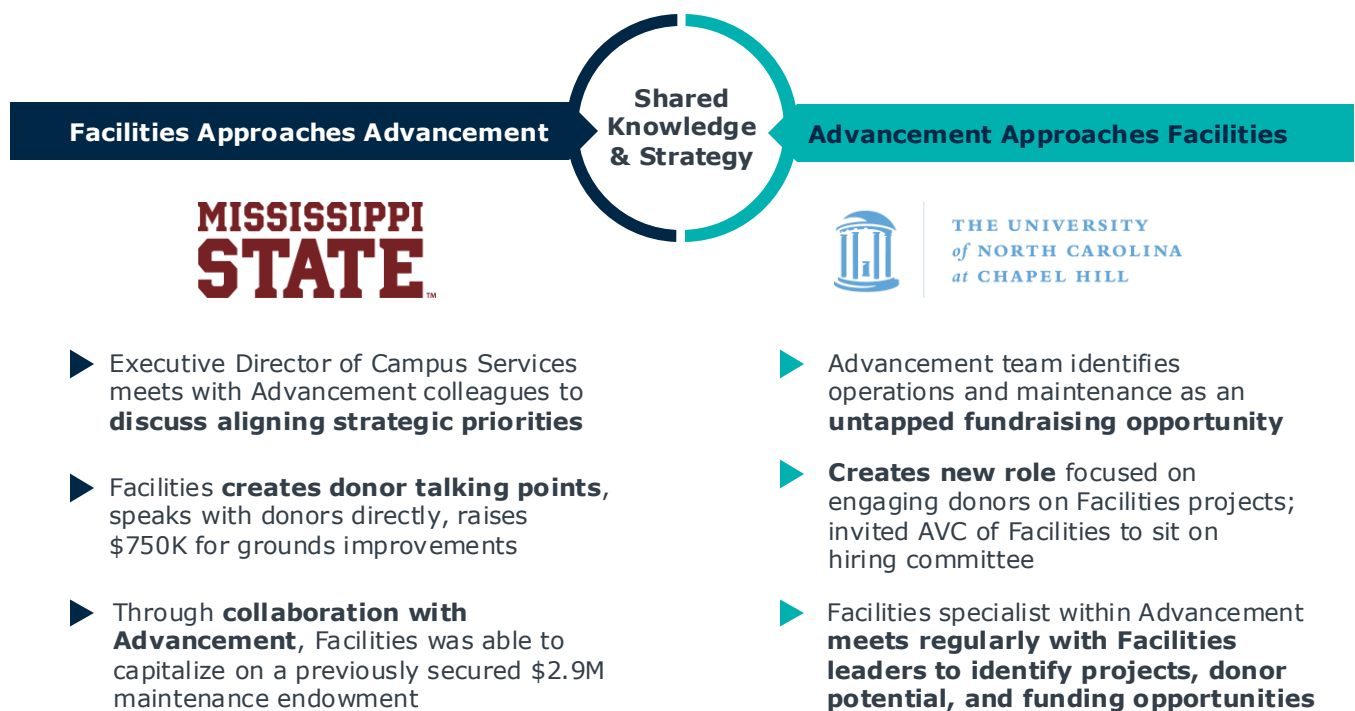 Shared
Knowledge
& Strategy
Facilities Approaches Advancement
Advancement Approaches Facilities
MISSISSIPPI
STATE™
THE UNIVERSITY
of NORTH CAROLINA
at CHAPEL HILL
Executive Director of Campus Services
meets with Advancement colleagues to
discuss aligning strategic priorities
Facilities creates donor talking points,
speaks with donors directly, raises
$750K for grounds improvements
Through collaboration with
Advancement, Facilities was able to
capitalize on a previously secured $2.9M
maintenance endowment
Advancement team identifies
operations and maintenance as an
untapped fundraising opportunity
Creates new role focused on
engaging donors on Facilities projects;
invited AVC of Facilities to sit on
hiring committee
Facilities specialist within Advancement
meets regularly with Facilities
leaders to identify projects, donor
potential, and funding opportunities